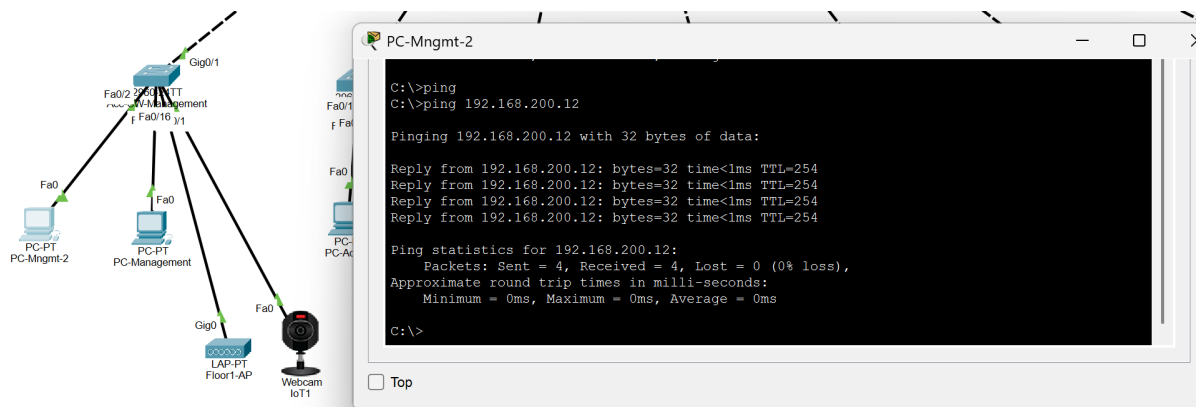 Gig0/1
Fa0/2
Fa0/16
Fa0
PC-PT
PC-Mngmt-2
Fa0
PC-PT
PC-Management
Gig0
LAP-PT
Floor1-AP
Fa0
Webcam
IoT1
Fa0/1
Fa0
PC-Mngmt-2
C:\>ping
C:\>ping 192.168.200.12
Pinging 192.168.200.12 with 32 bytes of data:
Reply from 192.168.200.12: bytes=32 time<1ms TTL=254
Reply from 192.168.200.12: bytes=32 time<1ms TTL=254
Reply from 192.168.200.12: bytes=32 time<1ms TTL=254
Reply from 192.168.200.12: bytes=32 time<1ms TTL=254
Ping statistics for 192.168.200.12:
Packets: Sent = 4, Received = 4, Lost = 0 (0% loss),
Approximate round trip times in milli-seconds:
Minimum = 0ms, Maximum = 0ms, Average = 0ms
C:\>
Top